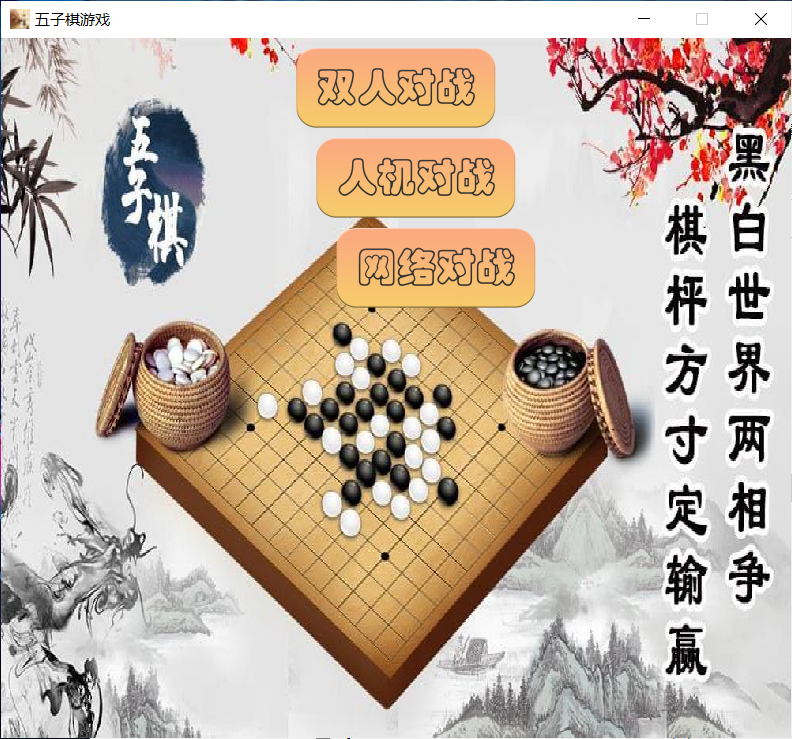 五子棋游戏
双人对战
人机对战
网络对战
五子棋
黑白世界两相争
棋枰方寸定输赢